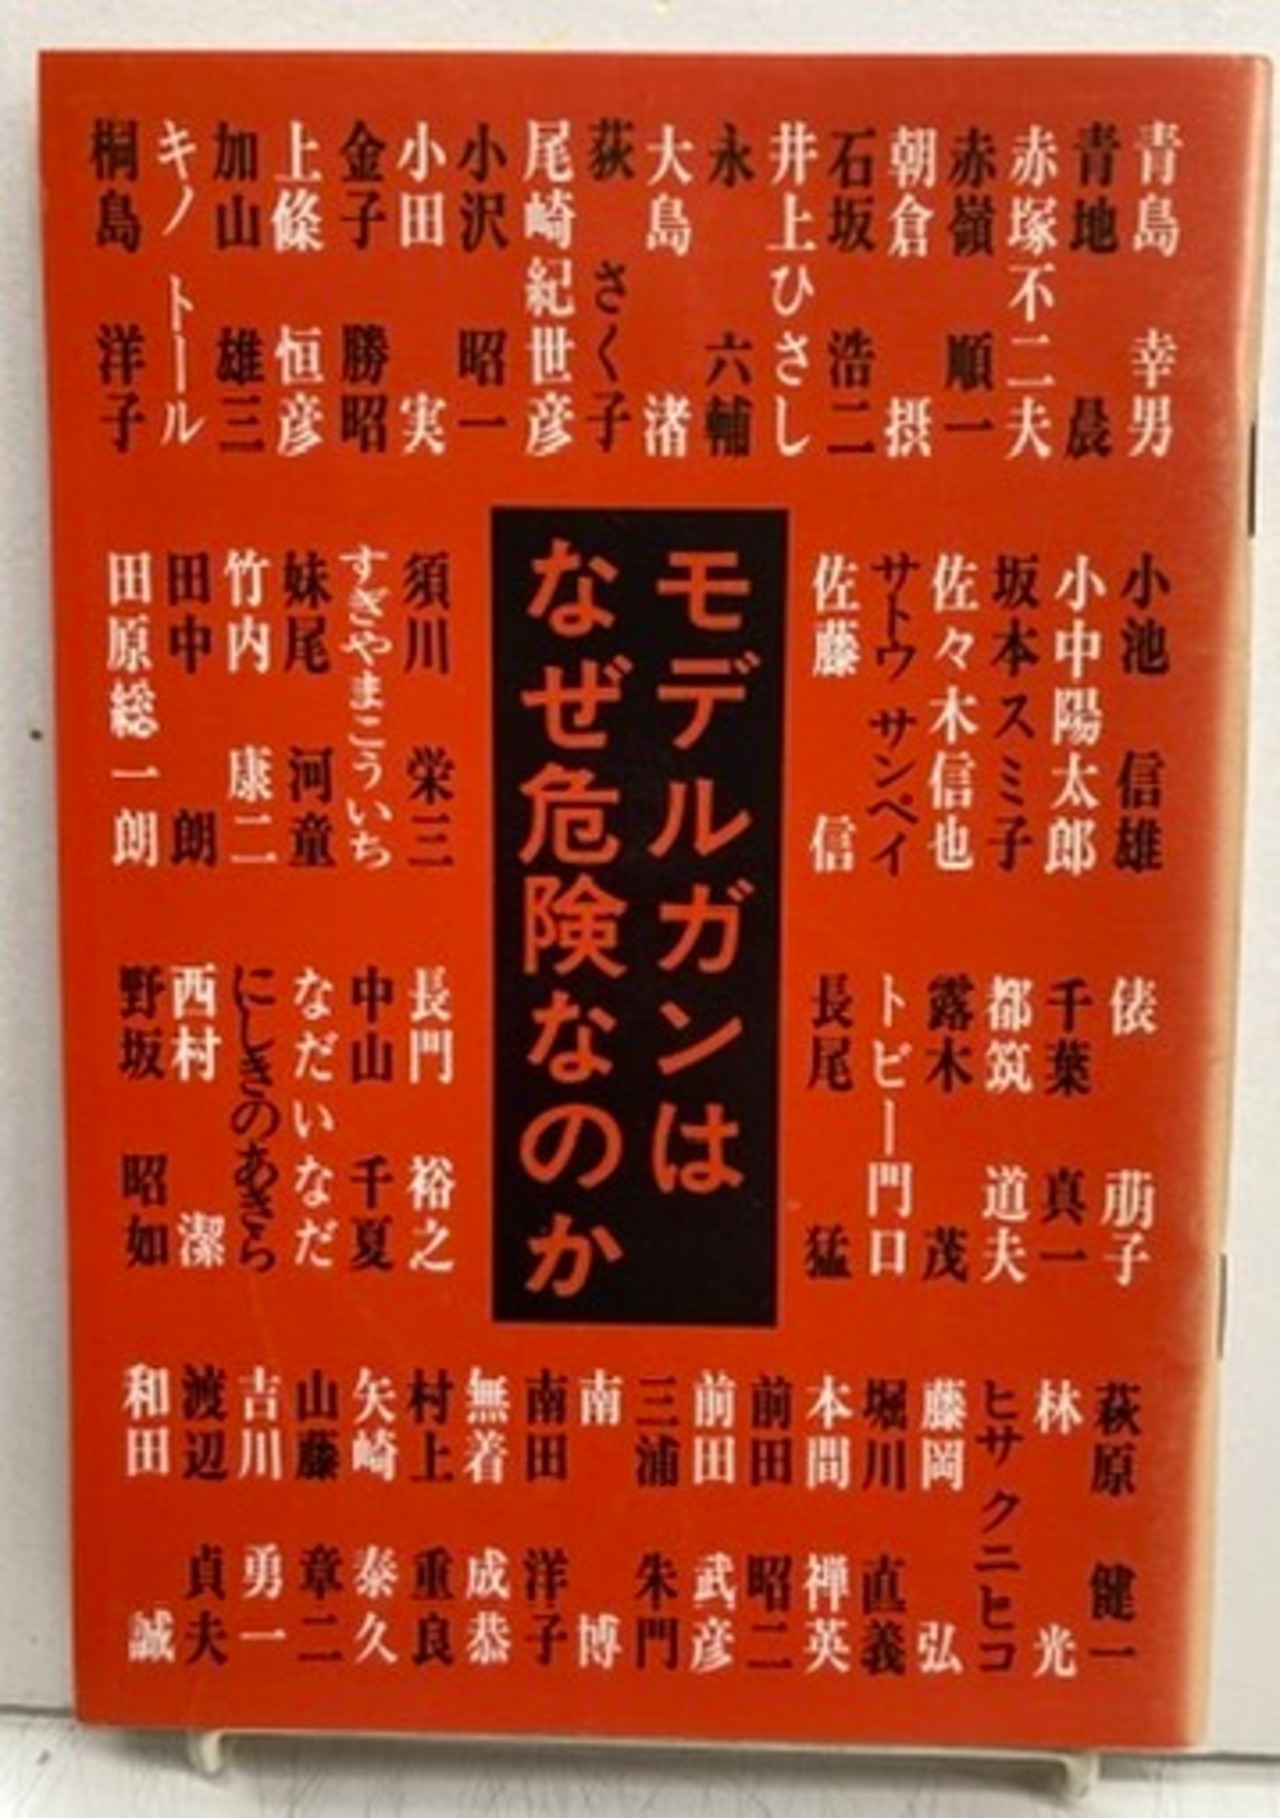 青島 幸男
青地 晨
赤塚不二夫
赤嶺 順一
朝倉 摂
石坂 浩二
井上ひさし
永 六輔
大島 渚
荻 さく子
尾崎紀世彦
小沢 昭一
小田 実
金子 勝昭
上條 恒彦
加山 雄三
キノ トール
桐島 洋子
小池 信雄
小中陽太郎
坂本スミ子
佐々木信也
サトウ サンペイ
佐藤 信
モデルガンは
なぜ危険なのか
須川 栄三
すぎやまこういち
妹尾 河童
竹内 康二
田中 朗
田原総一朗
俵 萠子
千葉 真一
都筑 道夫
露木 茂
トビー門口
長尾 猛
長門 裕之
中山 千夏
なだいなだ
にしきのあきら
西村 潔
野坂 昭如
萩原 健一
林 光
ヒサ クニヒコ
藤岡 弘
堀川 直義
本間 禅英
前田 昭二
前田 武彦
三浦 朱門
南 博
南田 洋子
無着 成恭
村上 重良
矢崎 泰久
山藤 章二
吉川 勇一
渡辺 貞夫
和田 誠